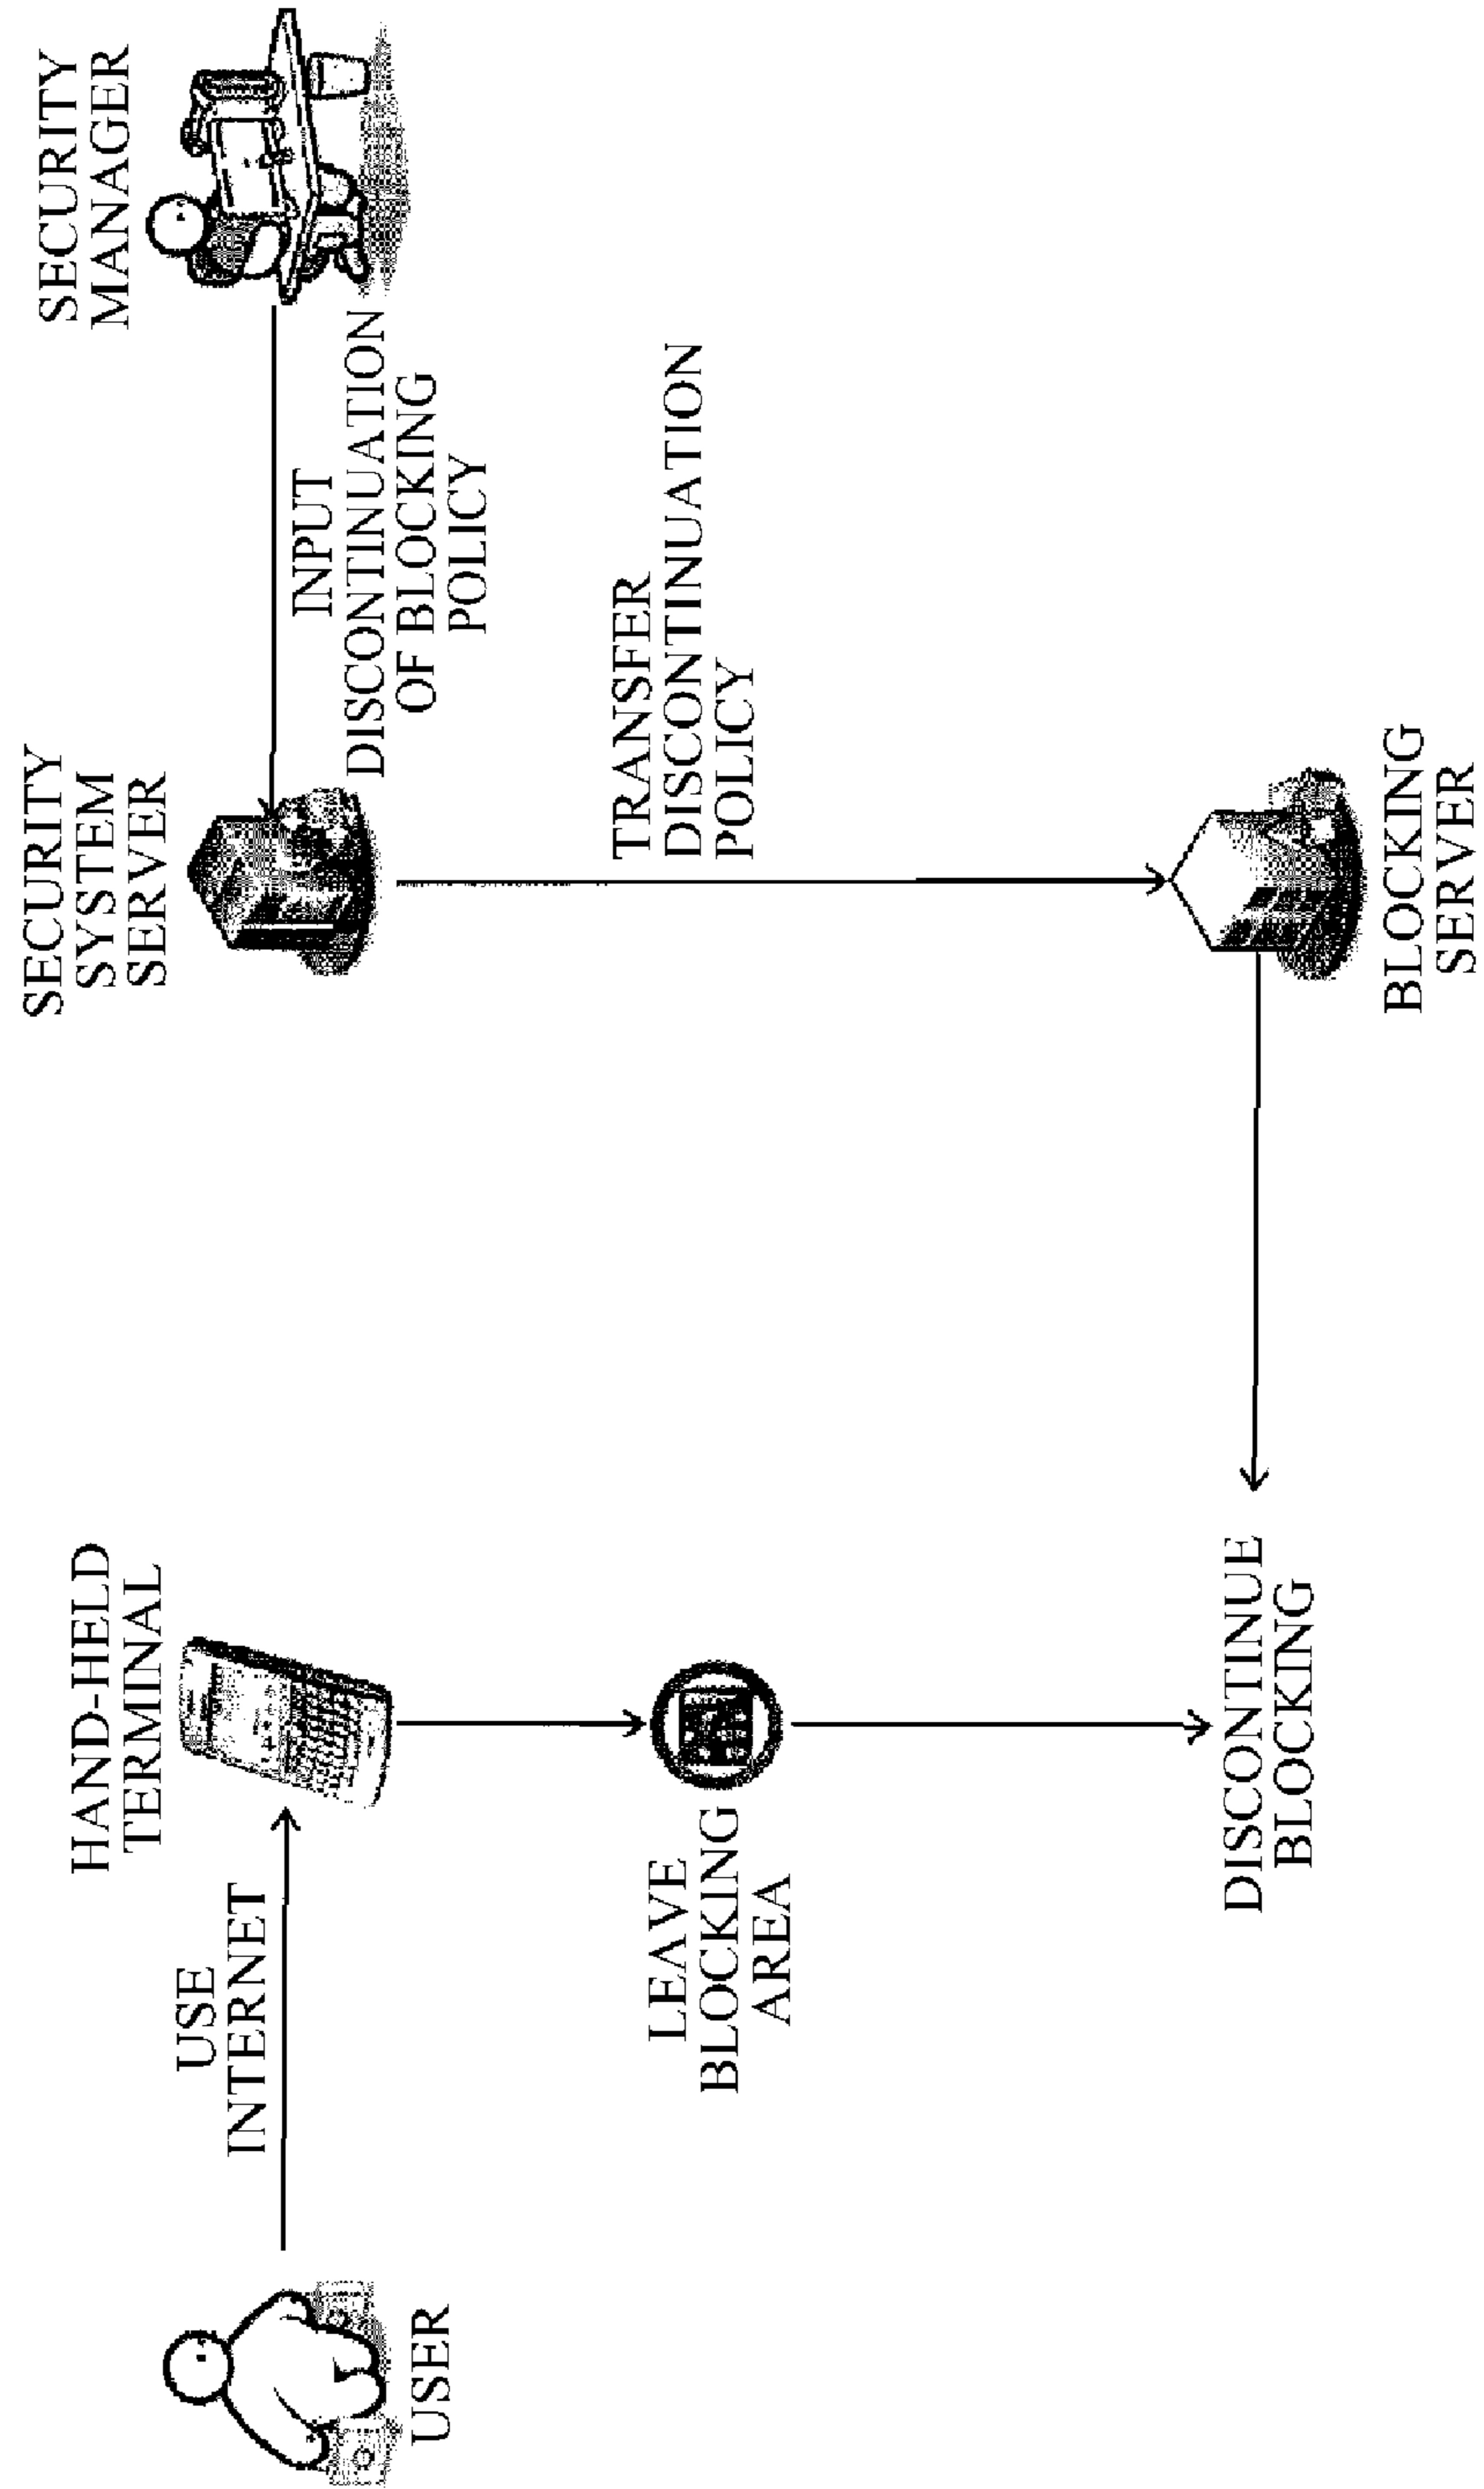 USER
USE
INTERNET
HAND-HELD
TERMINAL
SECURITY
SYSTEM
SERVER
SECURITY
MANAGER
INPUT
DISCONTINUATION
OF BLOCKING
POLICY
LEAVE
BLOCKING
AREA
TRANSFER
DISCONTINUATION
POLICY
DISCONTINUE
BLOCKING
BLOCKING
SERVER